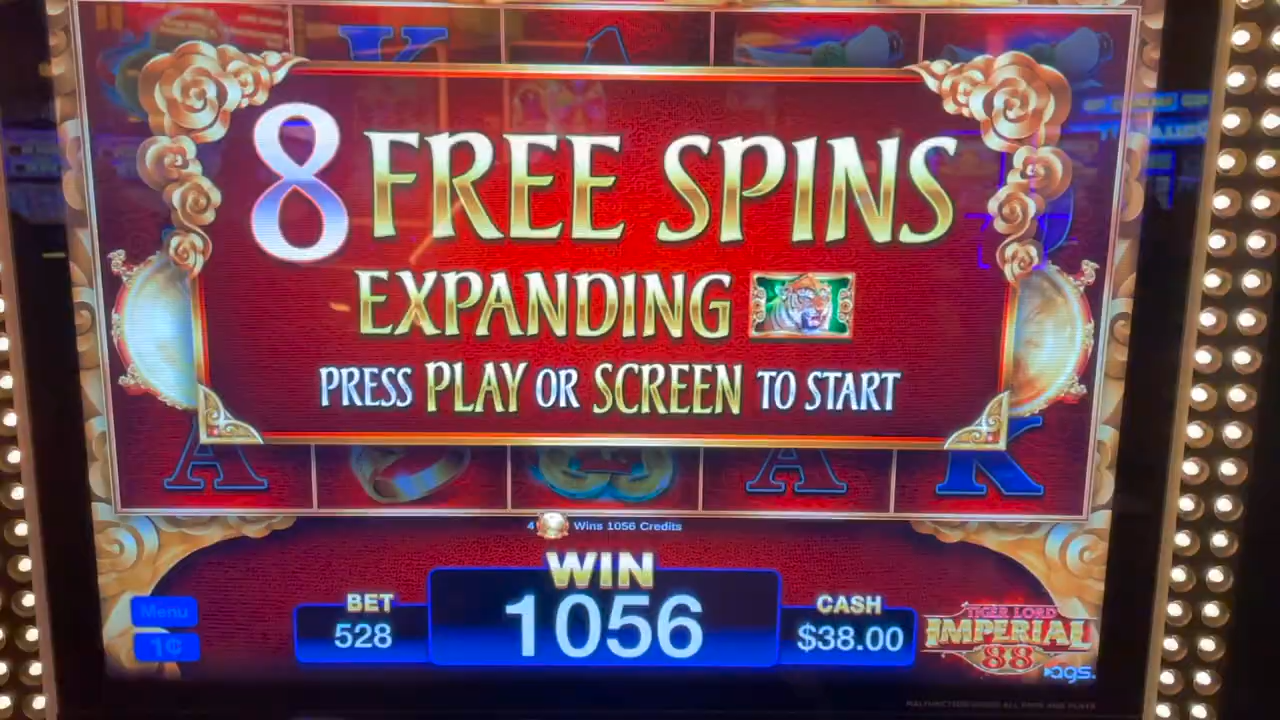 K
8 FREE SPINS
EXPANDING
PRESS PLAY OR SCREEN TO START
A A K
4 Wins 1056 Credits
WIN
1056
BET
528
CASH
$38.00
Menu
1¢
TIGER LORD
IMPERIAL
88
ags.